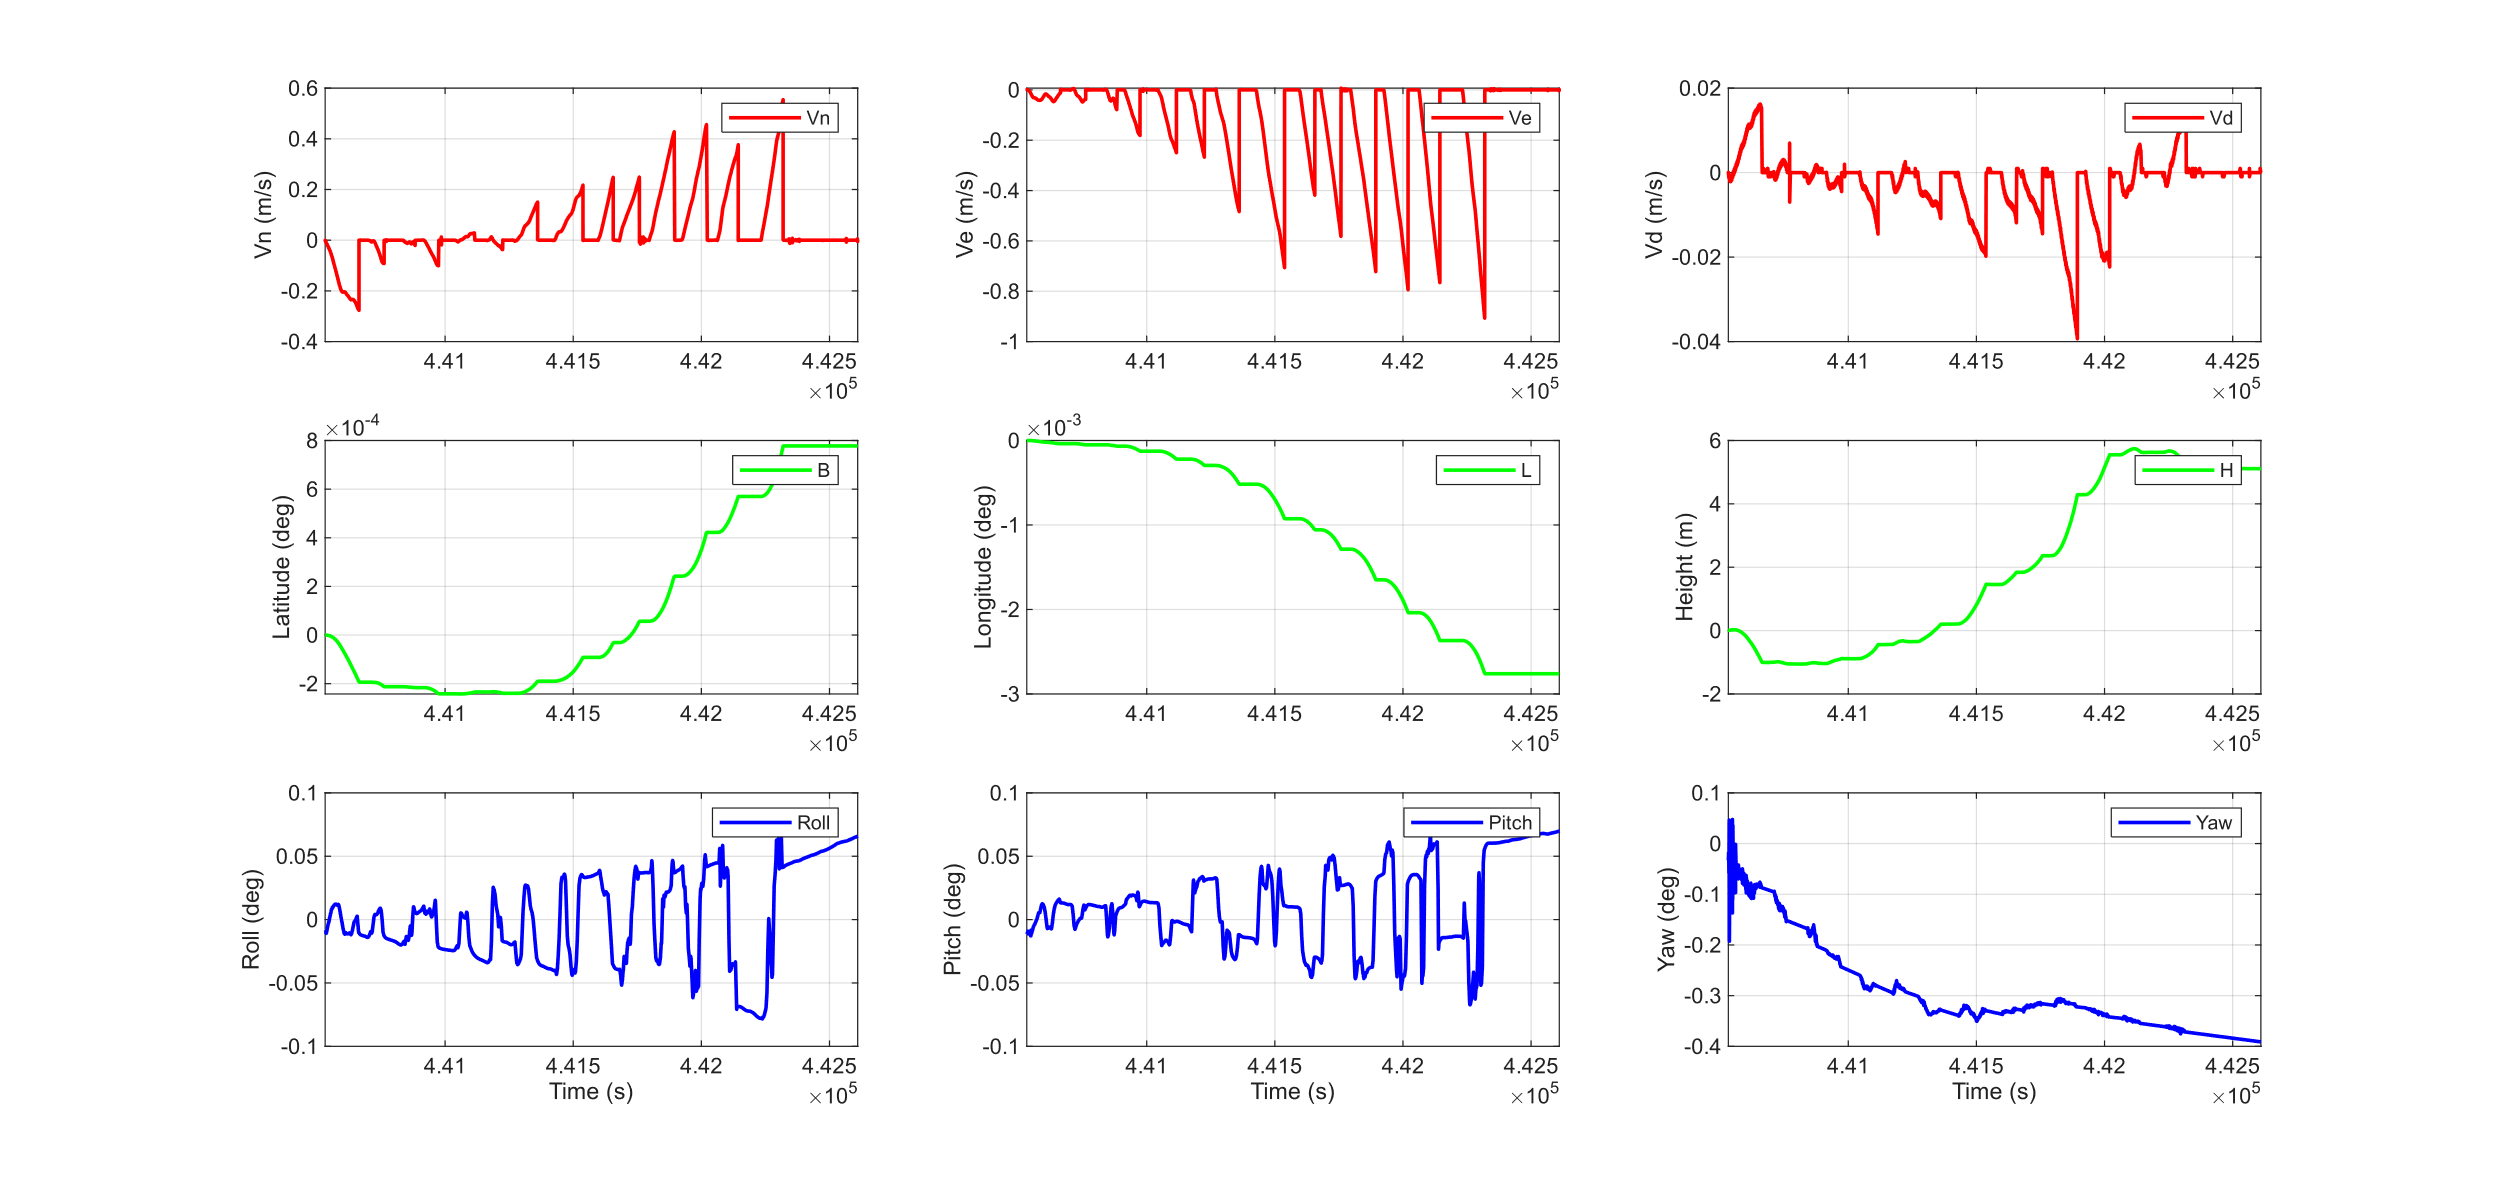 Vn (m/s)
0.6
0.4
0.2
0
-0.2
-0.4
4.41 4.415 4.42 4.425
×10^5
Vn
Ve (m/s)
0
-0.2
-0.4
-0.6
-0.8
-1
4.41 4.415 4.42 4.425
×10^5
Ve
Vd (m/s)
0.02
0
-0.02
-0.04
4.41 4.415 4.42 4.425
×10^5
Vd
Latitude (deg)
×10^-4
8
6
4
2
0
-2
4.41 4.415 4.42 4.425
×10^5
B
Longitude (deg)
×10^-3
0
-1
-2
-3
4.41 4.415 4.42 4.425
×10^5
L
Height (m)
6
4
2
0
-2
4.41 4.415 4.42 4.425
×10^5
H
Roll (deg)
0.1
0.05
0
-0.05
-0.1
4.41 4.415 4.42 4.425
Time (s)
×10^5
Roll
Pitch (deg)
0.1
0.05
0
-0.05
-0.1
4.41 4.415 4.42 4.425
Time (s)
×10^5
Pitch
Yaw (deg)
0.1
0
-0.1
-0.2
-0.3
-0.4
4.41 4.415 4.42 4.425
Time (s)
×10^5
Yaw